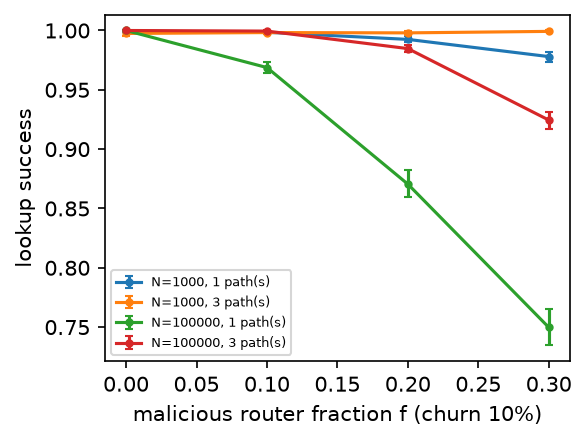 1.00
0.95
0.90
0.85
0.80
0.75
lookup success
N=1000, 1 path(s)
N=1000, 3 path(s)
N=100000, 1 path(s)
N=100000, 3 path(s)
0.00 0.05 0.10 0.15 0.20 0.25 0.30
malicious router fraction f (churn 10%)